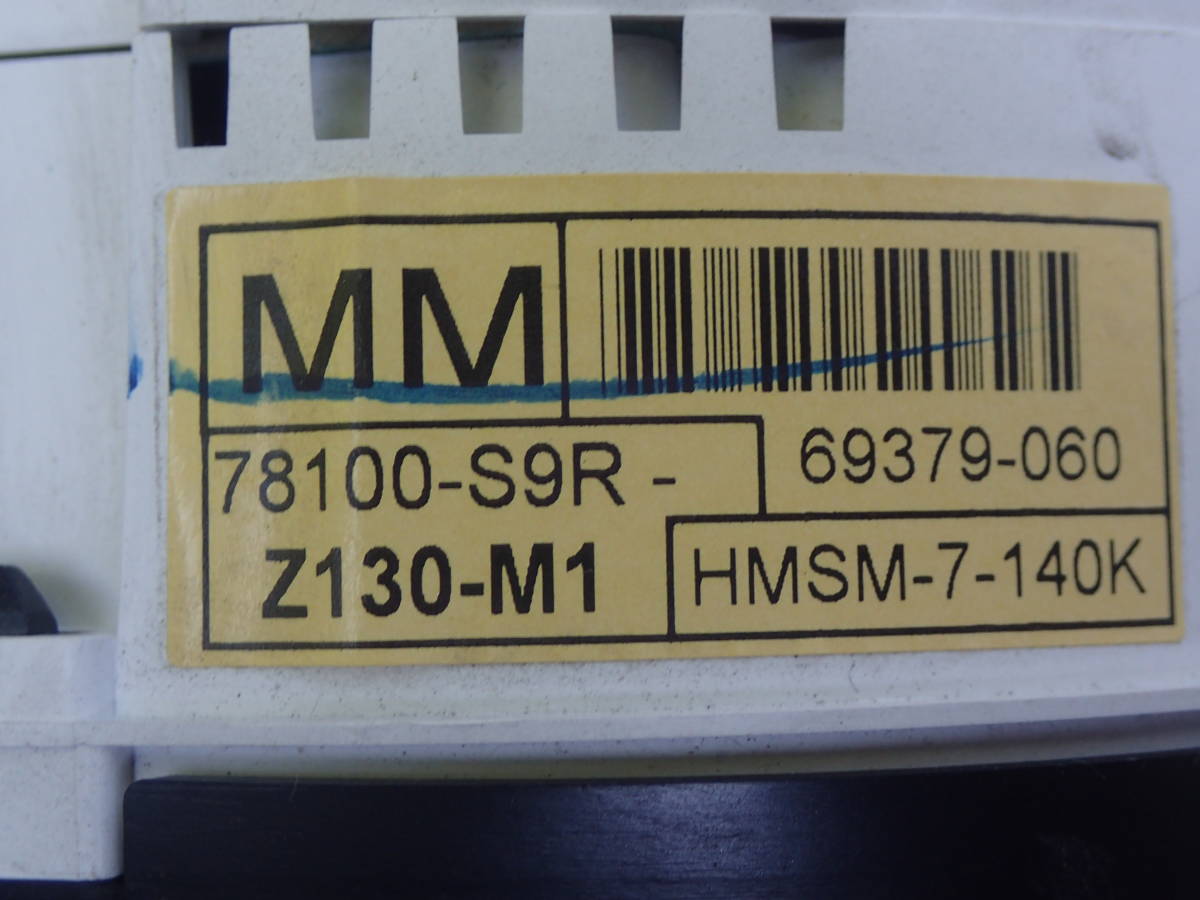 MM
78100-S9R -
69379-060
Z130-M1
HMSM-7-140K